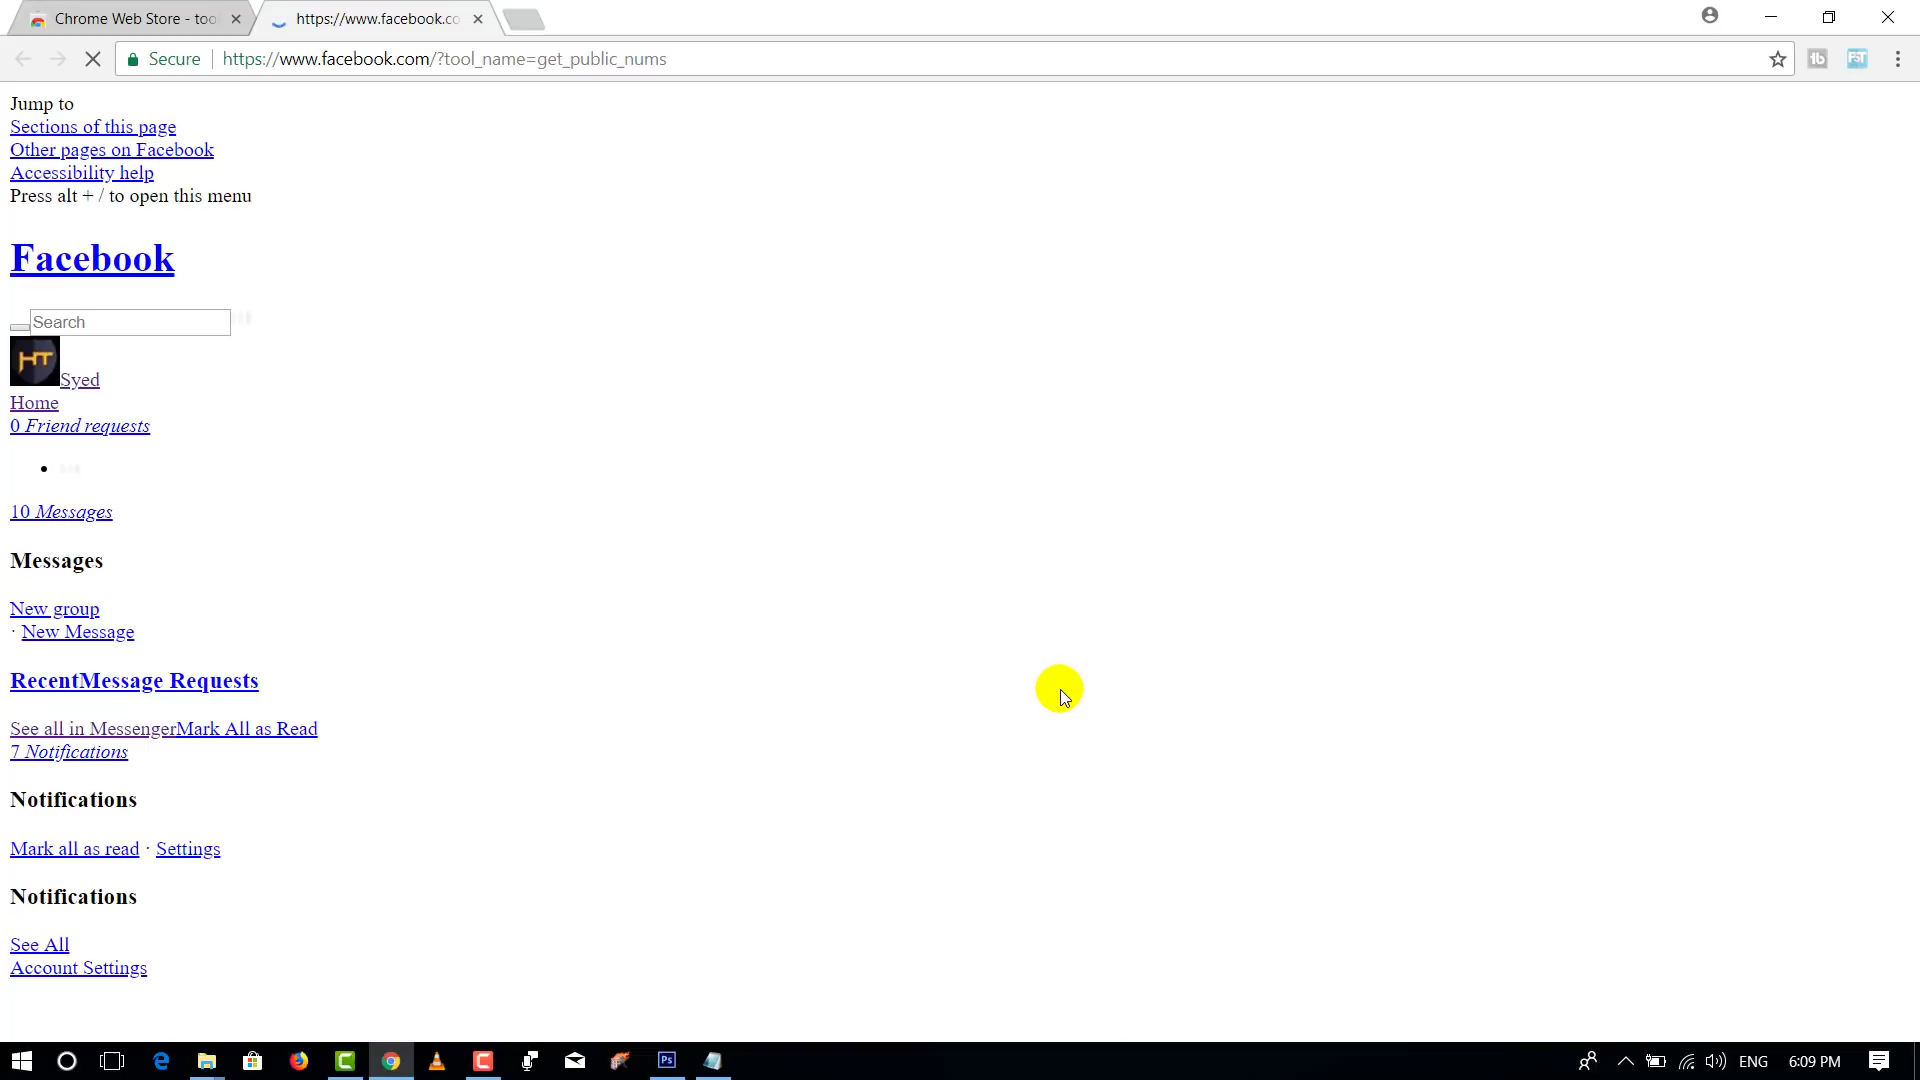 Chrome Web Store - too
https://www.facebook.co
Secure https://www.facebook.com/?tool_name=get_public_nums
Jump to
Sections of this page
Other pages on Facebook
Accessibility help
Press alt + / to open this menu
Facebook
Search
HT Syed
Home
0 Friend requests
10 Messages
Messages
New group
· New Message
RecentMessage Requests
See all in MessengerMark All as Read
7 Notifications
Notifications
Mark all as read · Settings
Notifications
See All
Account Settings
Ps
ENG 6:09 PM